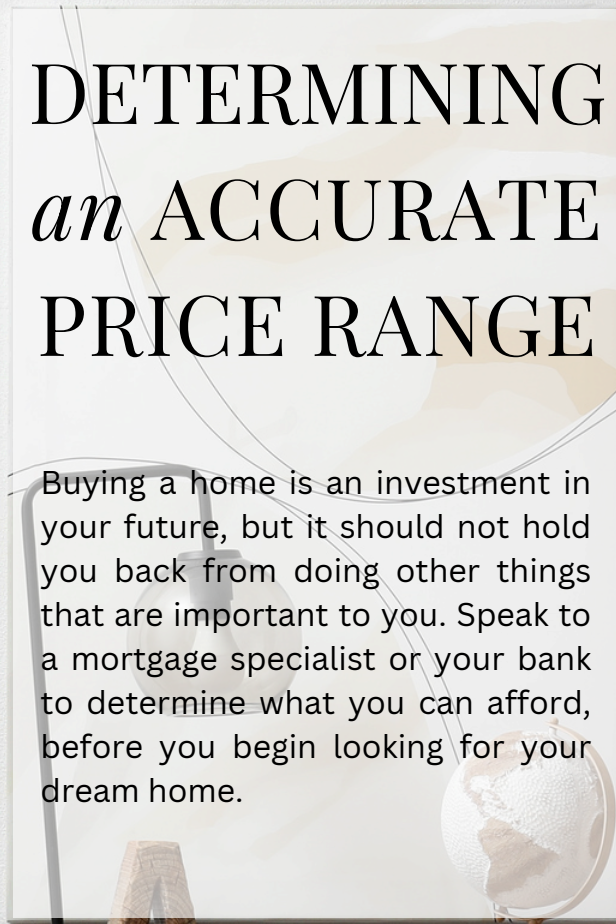 DETERMINING
an ACCURATE
PRICE RANGE
Buying a home is an investment in
your future, but it should not hold
you back from doing other things
that are important to you. Speak to
a mortgage specialist or your bank
to determine what you can afford,
before you begin looking for your
dream home.